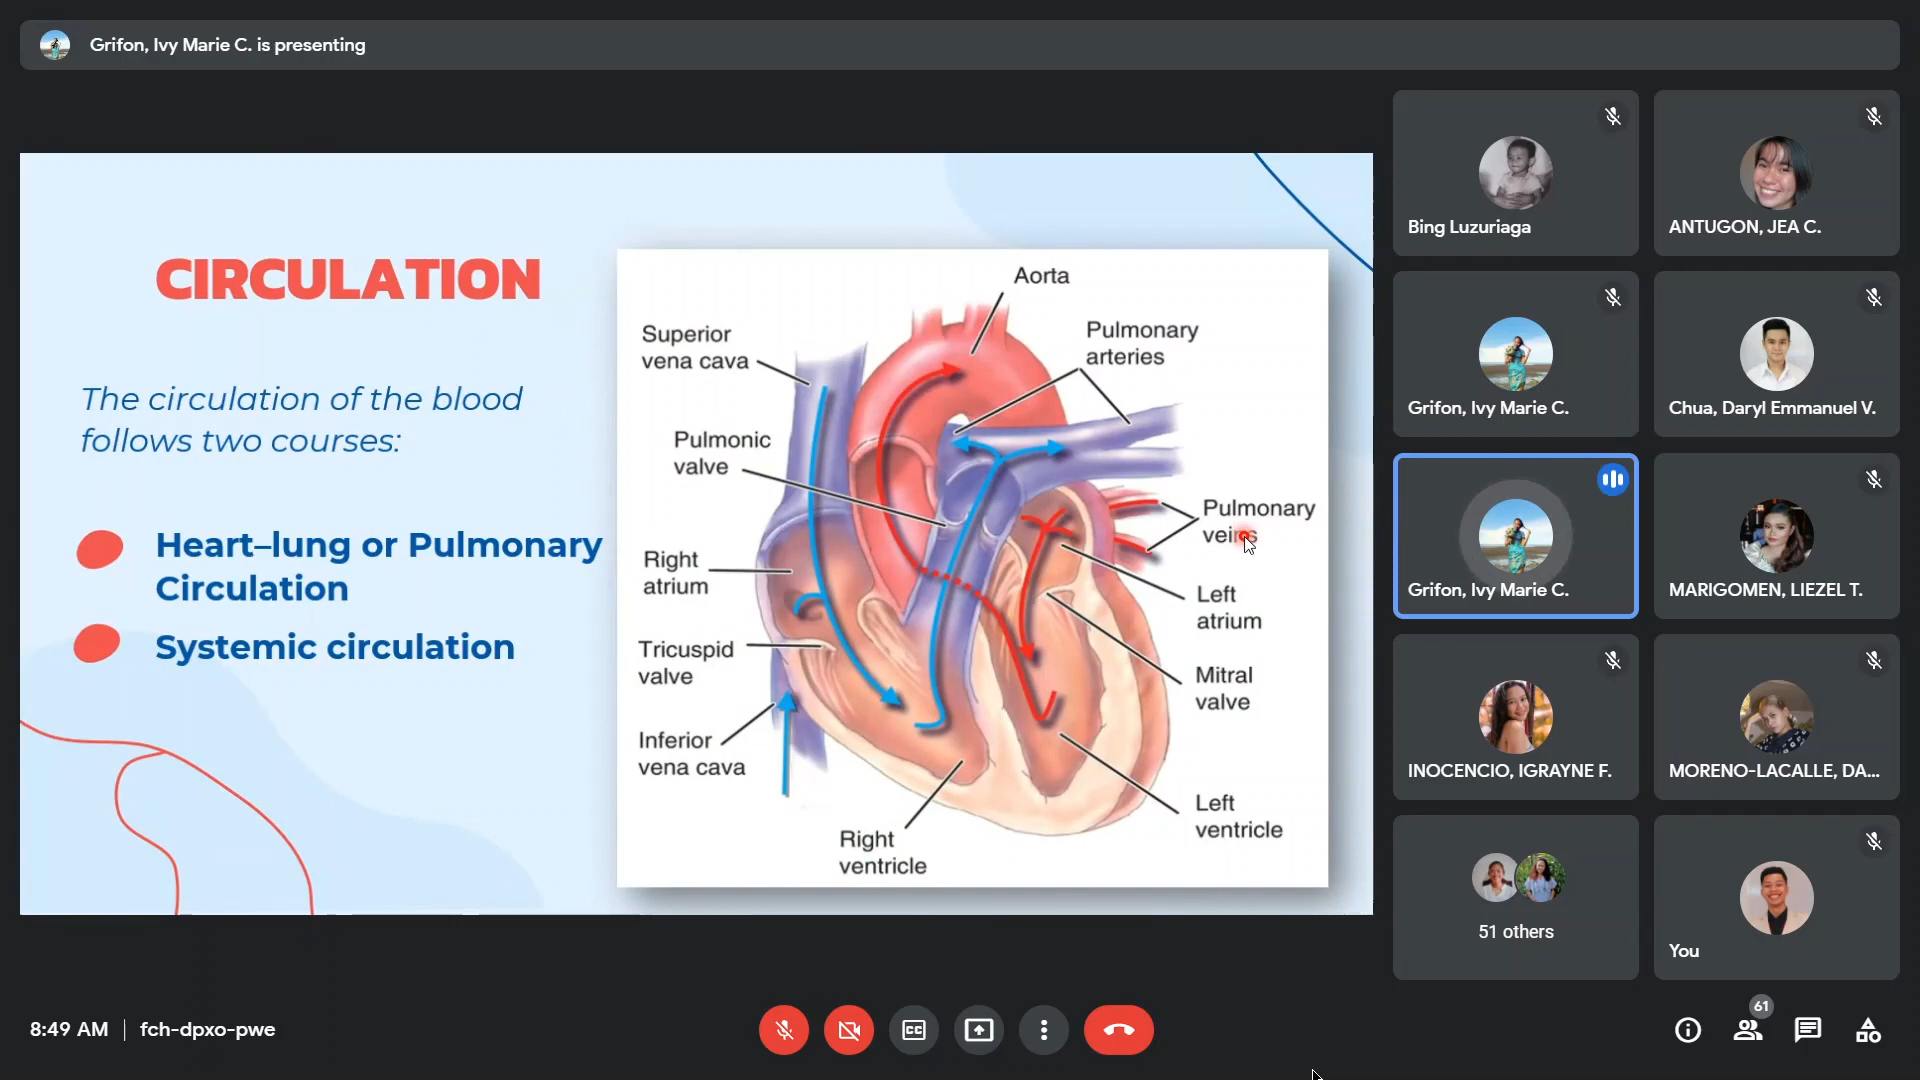 Grifon, Ivy Marie C. is presenting
CIRCULATION
The circulation of the blood
follows two courses:
Heart–lung or Pulmonary
Circulation
Systemic circulation
Aorta
Superior
vena cava
Pulmonary
arteries
Pulmonic
valve
Pulmonary
veins
Right
atrium
Left
atrium
Tricuspid
valve
Mitral
valve
Inferior
vena cava
Left
ventricle
Right
ventricle
Bing Luzuriaga
ANTUGON, JEA C.
Grifon, Ivy Marie C.
Chua, Daryl Emmanuel V.
Grifon, Ivy Marie C.
MARIGOMEN, LIEZEL T.
INOCENCIO, IGRAYNE F.
MORENO-LACALLE, DA...
51 others
You
8:49 AM | fch-dpxo-pwe
CC
61